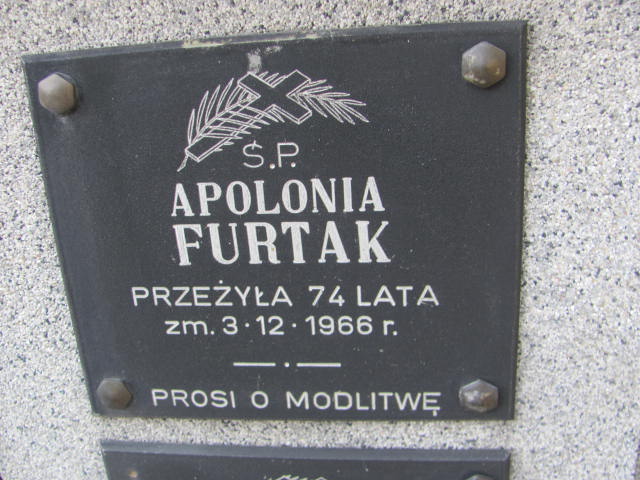 Ś.P.
APOLONIA
FURTAK
PRZEŻYŁA 74 LATA
zm. 3·12·1966 r.
PROSI O MODLITWĘ